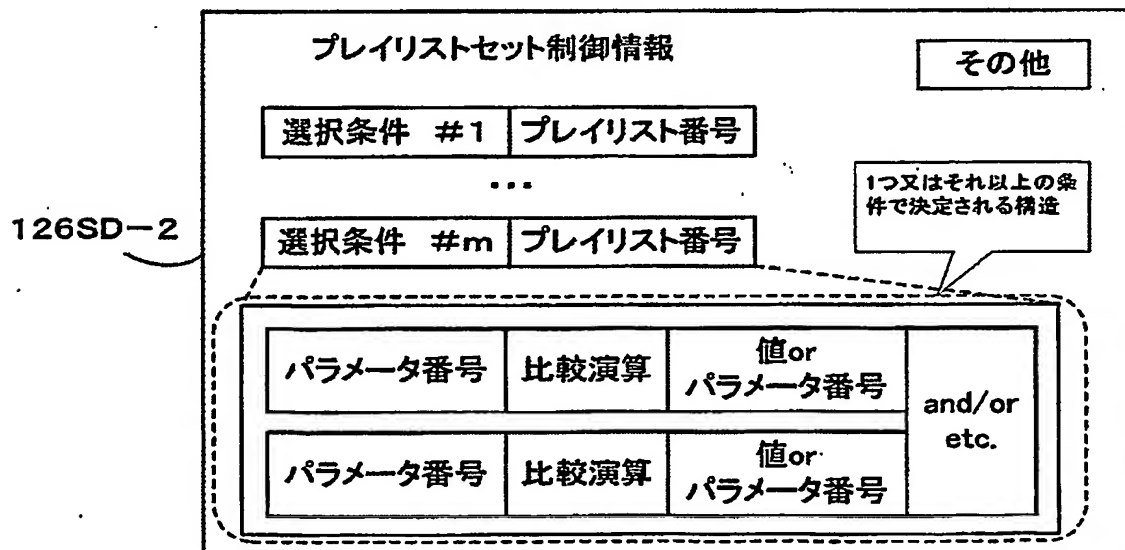 プレイリストセット制御情報
その他
選択条件 #1 プレイリスト番号
...
1つ又はそれ以上の条
件で決定される構造
126SD-2
選択条件 #m プレイリスト番号
パラメータ番号 比較演算 値or
パラメータ番号
and/or
etc.
パラメータ番号 比較演算 値or
パラメータ番号